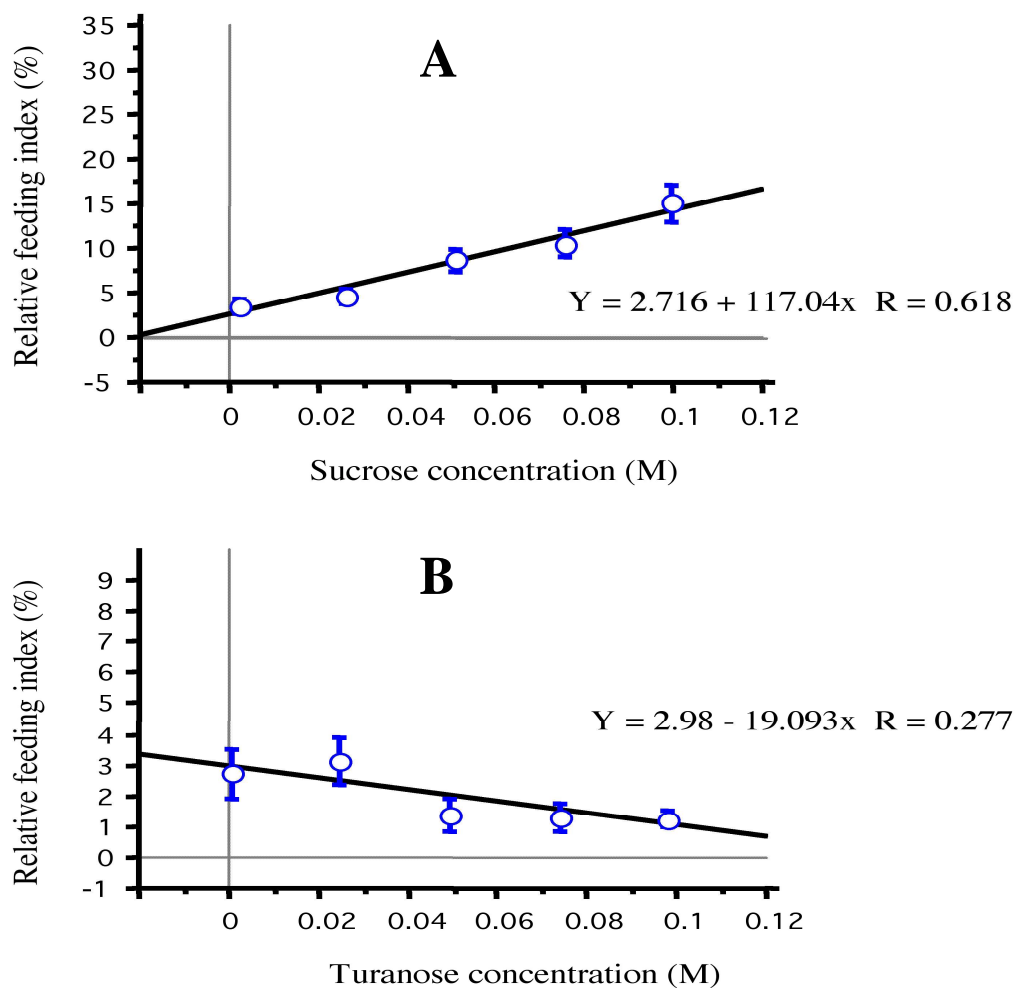 A
Relative feeding index (%)
35
30
25
20
15
10
5
0
-5
Y = 2.716 + 117.04x R = 0.618
0 0.02 0.04 0.06 0.08 0.1 0.12
Sucrose concentration (M)
B
Relative feeding index (%)
9
8
7
6
5
4
3
2
1
0
-1
Y = 2.98 - 19.093x R = 0.277
0 0.02 0.04 0.06 0.08 0.1 0.12
Turanose concentration (M)